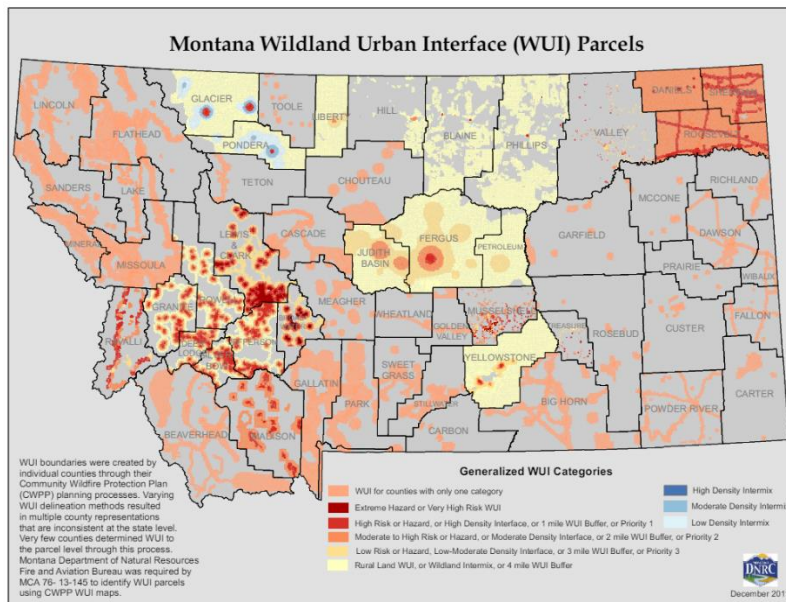 Montana Wildland Urban Interface (WUI) Parcels
LINCOLN
GLACIER
TOOLE
LIBERTY
HILL
BLAINE
PHILLIPS
VALLEY
DANIELS
FLATHEAD
PONDERA
SANDERS
LAKE
TETON
CHOUTEAU
MCCONE
RICHLAND
DAWSON
MINERAL
MISSOULA
LEWIS
&
CLARK
CASCADE
JUDITH
BASIN
FERGUS
PETROLEUM
GARFIELD
PRAIRIE
WIBAUX
GRANITE
POWELL
MEAGHER
WHEATLAND
GOLDEN
VALLEY
MUSSELSHELL
TREASURE
ROSEBUD
CUSTER
FALLON
GALLATIN
PARK
SWEET
GRASS
STILLWATER
YELLOWSTONE
BIG HORN
POWDER RIVER
CARTER
BEAVERHEAD
CARBON
WUI boundaries were created by
individual counties through their
Community Wildfire Protection Plan
(CWPP) planning processes. Varying
WUI delineation methods resulted
in multiple county representations
that are inconsistent at the state level.
Very few counties determined WUI to
the parcel level through this process.
Montana Department of Natural Resources
Fire and Aviation Bureau was required by
MCA 76- 13-145 to identify WUI parcels
using CWPP WUI maps.
Generalized WUI Categories
WUI for counties with only one category
Extreme Hazard or Very High Risk WUI
High Risk or Hazard, or High Density Interface, or 1 mile WUI Buffer, or Priority 1
Moderate to High Risk or Hazard, or Moderate Density Interface, or 2 mile WUI Buffer, or Priority 2
Low Risk or Hazard, Low-Moderate Density Interface, or 3 mile WUI Buffer, or Priority 3
Rural Land WUI, or Wildland Intermix, or 4 mile WUI Buffer
High Density Intermix
Moderate Density Intermix
Low Density Intermix
DNRC